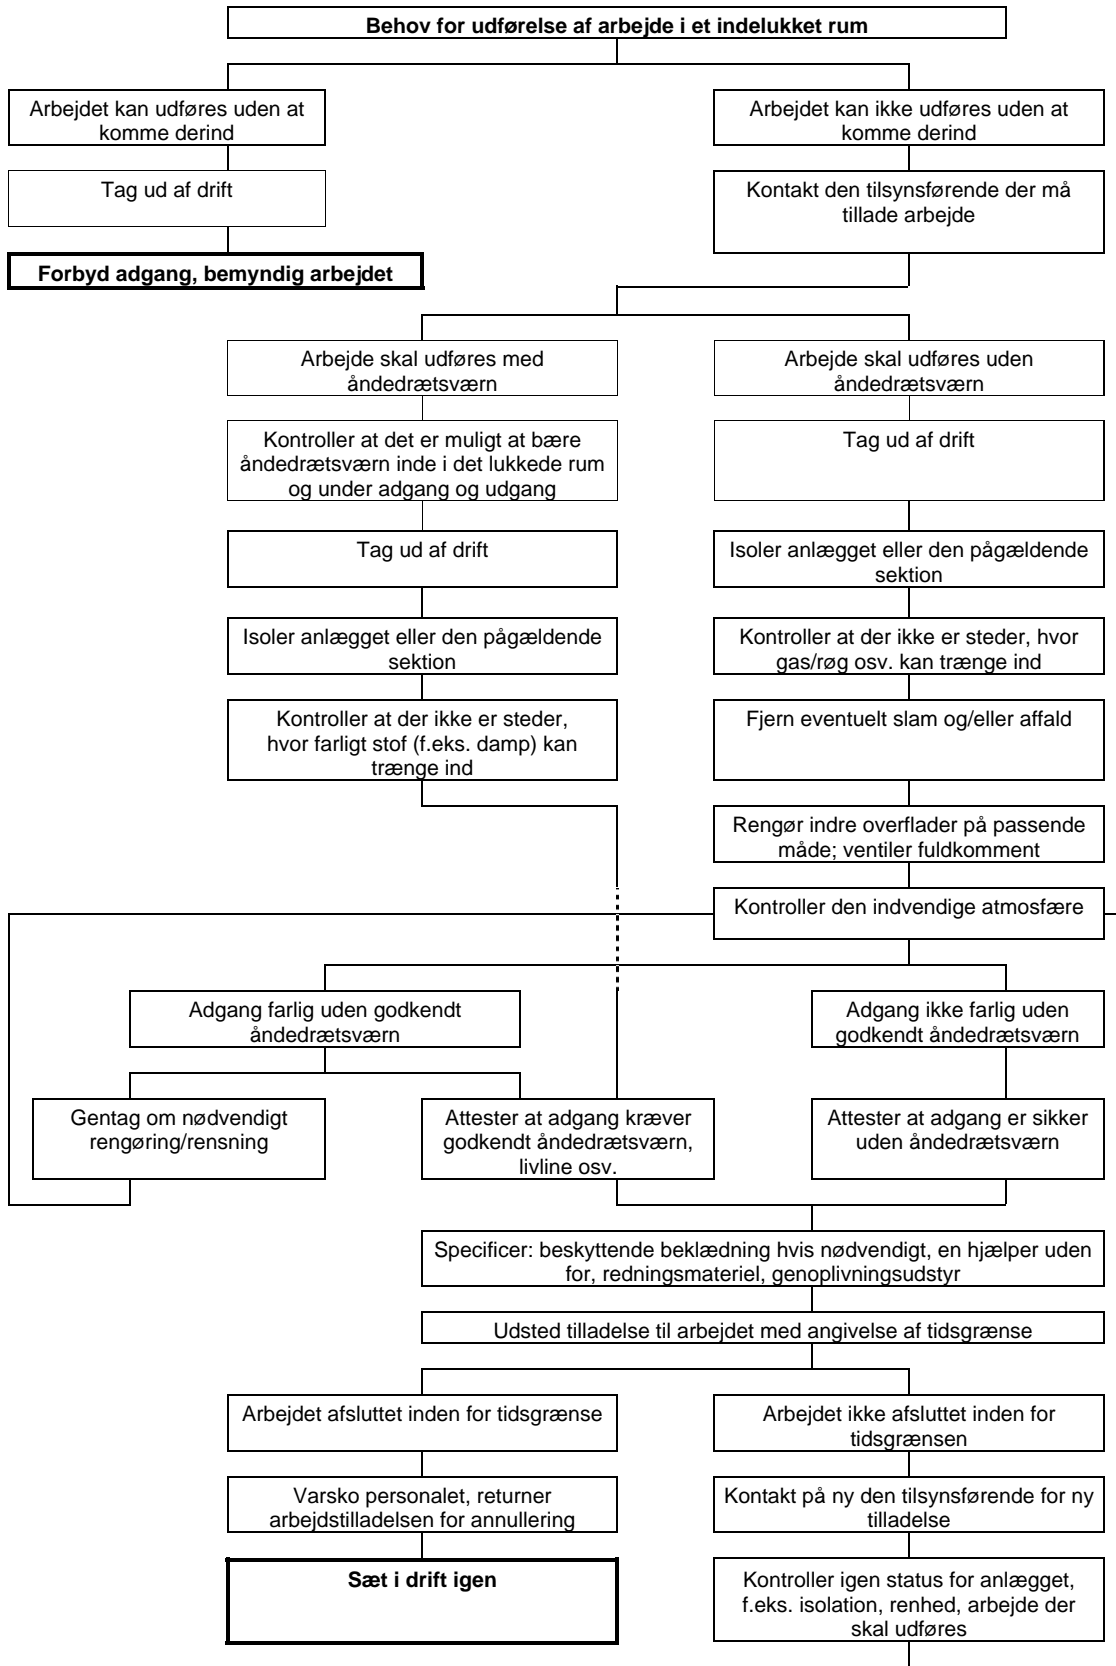 Behov for udførelse af arbejde i et indelukket rum
Arbejdet kan udføres uden at
komme derind
Arbejdet kan ikke udføres uden at
komme derind
Tag ud af drift
Kontakt den tilsynsførende der må
tillade arbejde
Forbyd adgang, bemyndig arbejdet
Arbejde skal udføres med
åndedrætsværn
Arbejde skal udføres uden
åndedrætsværn
Kontroller at det er muligt at bære
åndedrætsværn inde i det lukkede rum
og under adgang og udgang
Tag ud af drift
Tag ud af drift
Isoler anlægget eller den pågældende
sektion
Isoler anlægget eller den pågældende
sektion
Kontroller at der ikke er steder, hvor
gas/røg osv. kan trænge ind
Kontroller at der ikke er steder,
hvor farligt stof (f.eks. damp) kan
trænge ind
Fjern eventuelt slam og/eller affald
Rengør indre overflader på passende
måde; ventiler fuldkomment
Kontroller den indvendige atmosfære
Adgang farlig uden godkendt
åndedrætsværn
Adgang ikke farlig uden
godkendt åndedrætsværn
Gentag om nødvendigt
rengøring/rensning
Attester at adgang kræver
godkendt åndedrætsværn,
livline osv.
Attester at adgang er sikker
uden åndedrætsværn
Specificer: beskyttende beklædning hvis nødvendigt, en hjælper uden
for, redningsmateriel, genoplivningsudstyr
Udsted tilladelse til arbejdet med angivelse af tidsgrænse
Arbejdet afsluttet inden for tidsgrænse
Arbejdet ikke afsluttet inden for
tidsgrænsen
Varsko personalet, returner
arbejdstilladelsen for annullering
Kontakt på ny den tilsynsførende for ny
tilladelse
Sæt i drift igen
Kontroller igen status for anlægget,
f.eks. isolation, renhed, arbejde der
skal udføres